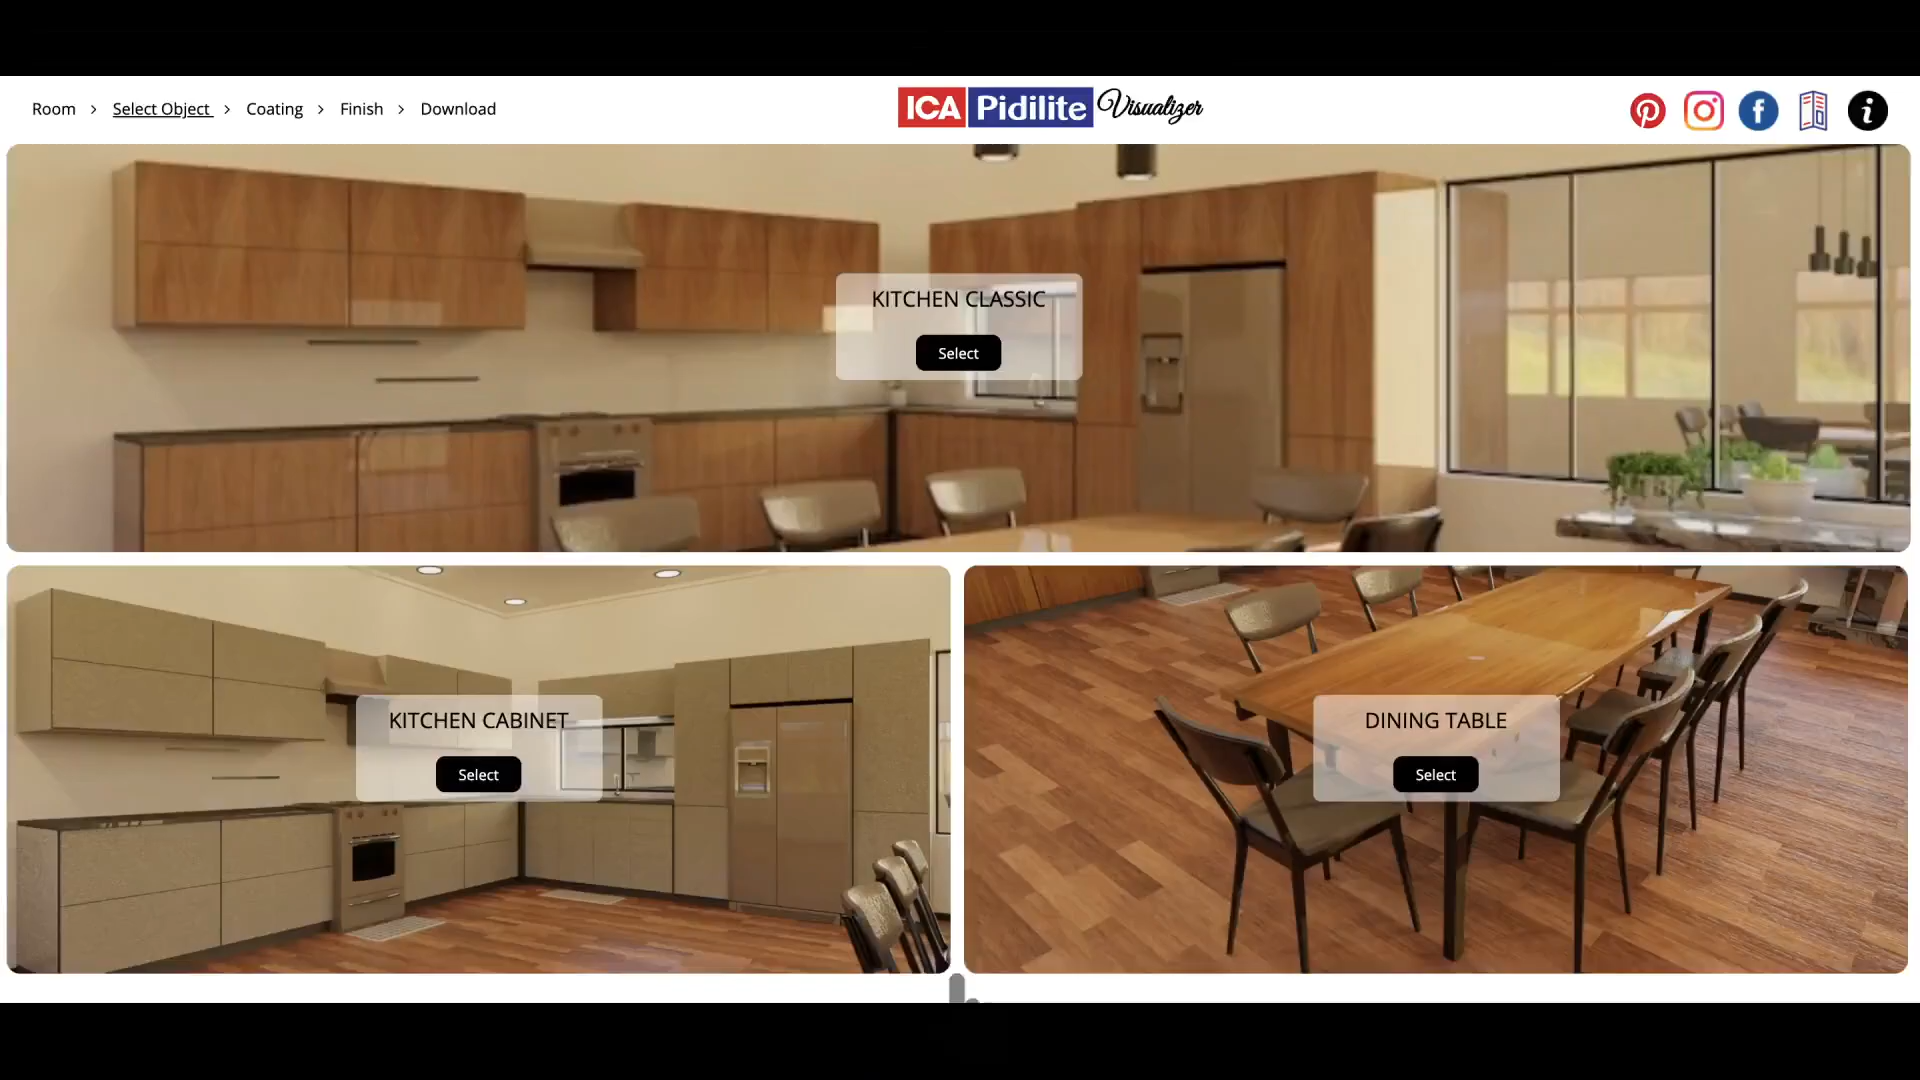 Room > Select Object > Coating > Finish > Download
ICA Pidilite Visualizer
KITCHEN CLASSIC
Select
KITCHEN CABINET
Select
DINING TABLE
Select